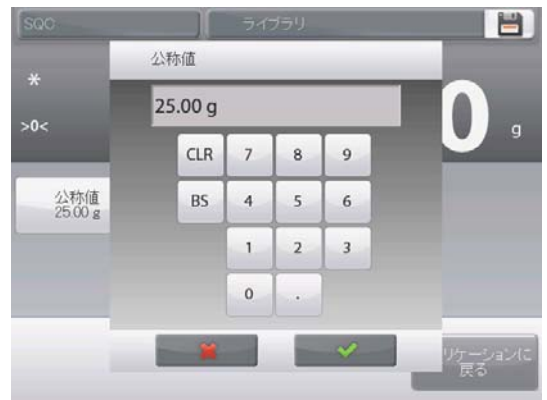 SQC
ライブラリ
公称値
*
>0<
25.00 g
0
g
CLR 7 8 9
公称値
25.00 g
BS 4 5 6
1 2 3
0 .
リケーションに
戻る